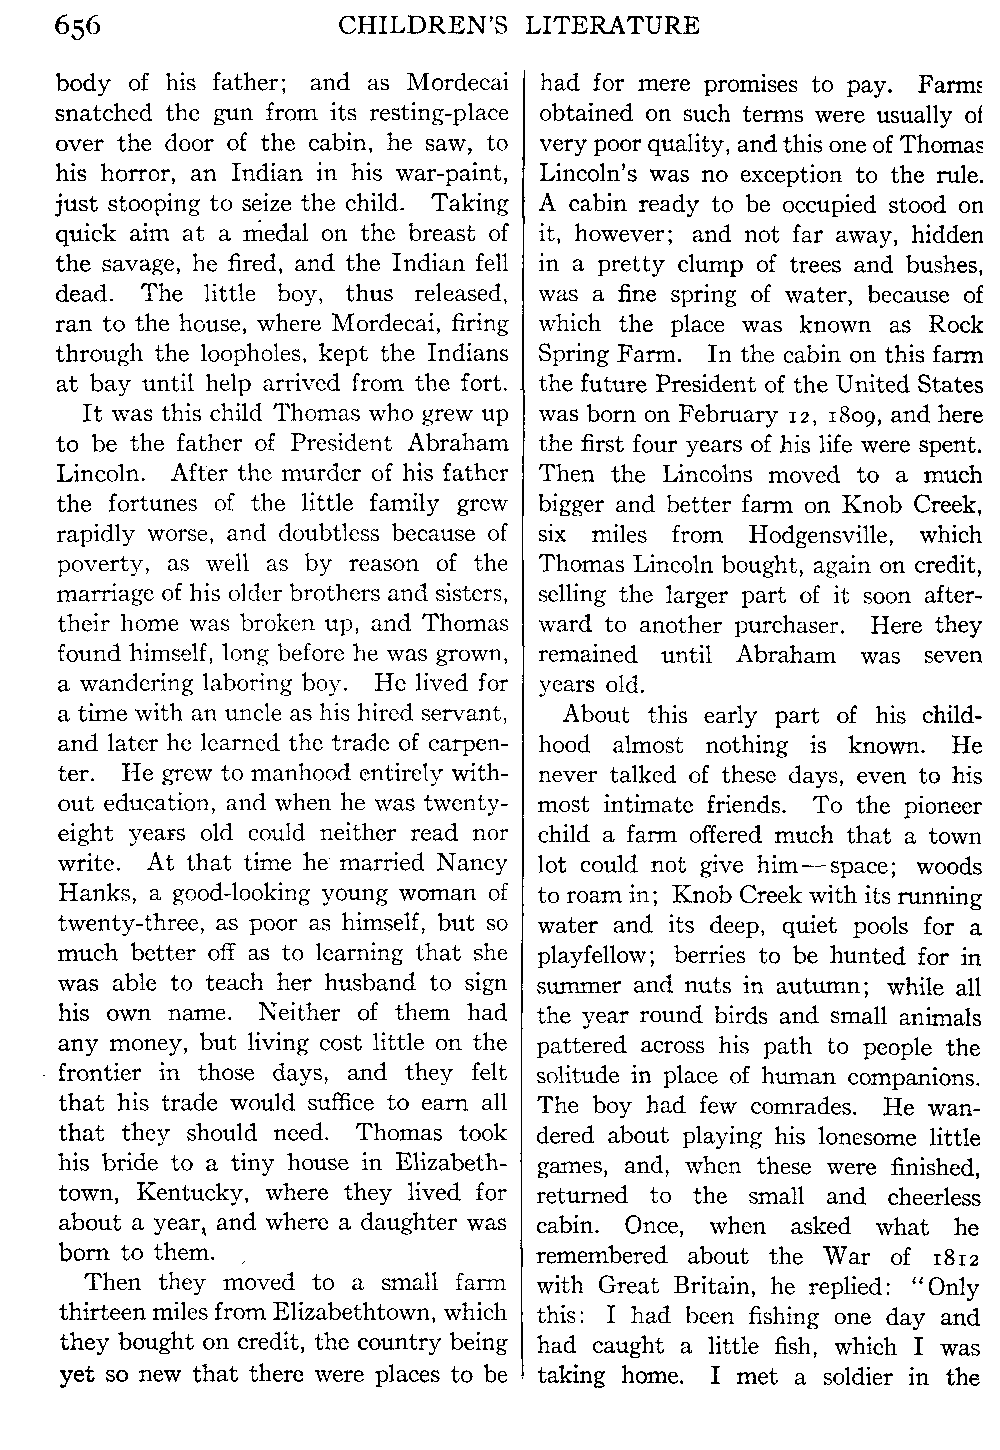 656
CHILDREN'S LITERATURE
body of his father; and as Mordecai
snatched the gun from its resting-place
over the door of the cabin, he saw, to
his horror, an Indian in his war-paint,
just stooping to seize the child. Taking
quick aim at a medal on the breast of
the savage, he fired, and the Indian fell
dead. The little boy, thus released,
ran to the house, where Mordecai, firing
through the loopholes, kept the Indians
at bay until help arrived from the fort.
It was this child Thomas who grew up
to be the father of President Abraham
Lincoln. After the murder of his father
the fortunes of the little family grew
rapidly worse, and doubtless because of
poverty, as well as by reason of the
marriage of his older brothers and sisters,
their home was broken up, and Thomas
found himself, long before he was grown,
a wandering laboring boy. He lived for
a time with an uncle as his hired servant,
and later he learned the trade of carpen-
ter. He grew to manhood entirely with-
out education, and when he was twenty-
eight years old could neither read nor
write. At that time he married Nancy
Hanks, a good-looking young woman of
twenty-three, as poor as himself, but so
much better off as to learning that she
was able to teach her husband to sign
his own name. Neither of them had
any money, but living cost little on the
frontier in those days, and they felt
that his trade would suffice to earn all
that they should need. Thomas took
his bride to a tiny house in Elizabeth-
town, Kentucky, where they lived for
about a year, and where a daughter was
born to them.
Then they moved to a small farm
thirteen miles from Elizabethtown, which
they bought on credit, the country being
yet so new that there were places to be
had for mere promises to pay. Farms
obtained on such terms were usually of
very poor quality, and this one of Thomas
Lincoln's was no exception to the rule.
A cabin ready to be occupied stood on
it, however; and not far away, hidden
in a pretty clump of trees and bushes,
was a fine spring of water, because of
which the place was known as Rock
Spring Farm. In the cabin on this farm
the future President of the United States
was born on February 12, 1809, and here
the first four years of his life were spent.
Then the Lincolns moved to a much
bigger and better farm on Knob Creek,
six miles from Hodgensville, which
Thomas Lincoln bought, again on credit,
selling the larger part of it soon after-
ward to another purchaser. Here they
remained until Abraham was seven
years old.
About this early part of his child-
hood almost nothing is known. He
never talked of these days, even to his
most intimate friends. To the pioneer
child a farm offered much that a town
lot could not give him—space; woods
to roam in; Knob Creek with its running
water and its deep, quiet pools for a
playfellow; berries to be hunted for in
summer and nuts in autumn; while all
the year round birds and small animals
pattered across his path to people the
solitude in place of human companions.
The boy had few comrades. He wan-
dered about playing his lonesome little
games, and, when these were finished,
returned to the small and cheerless
cabin. Once, when asked what he
remembered about the War of 1812
with Great Britain, he replied: "Only
this: I had been fishing one day and
had caught a little fish, which I was
taking home. I met a soldier in the